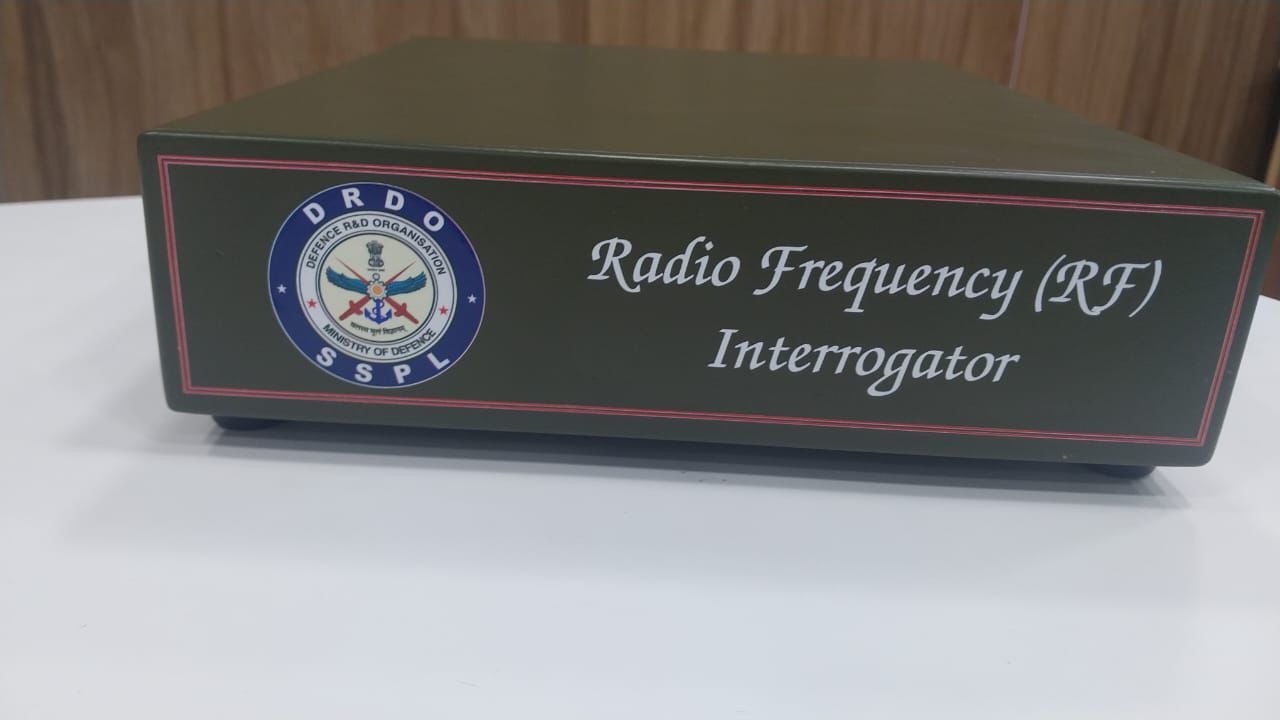 DRDO
DEFENCE R&D ORGANISATION
MINISTRY OF DEFENCE
SSPL
Radio Frequency (RF)
Interrogator